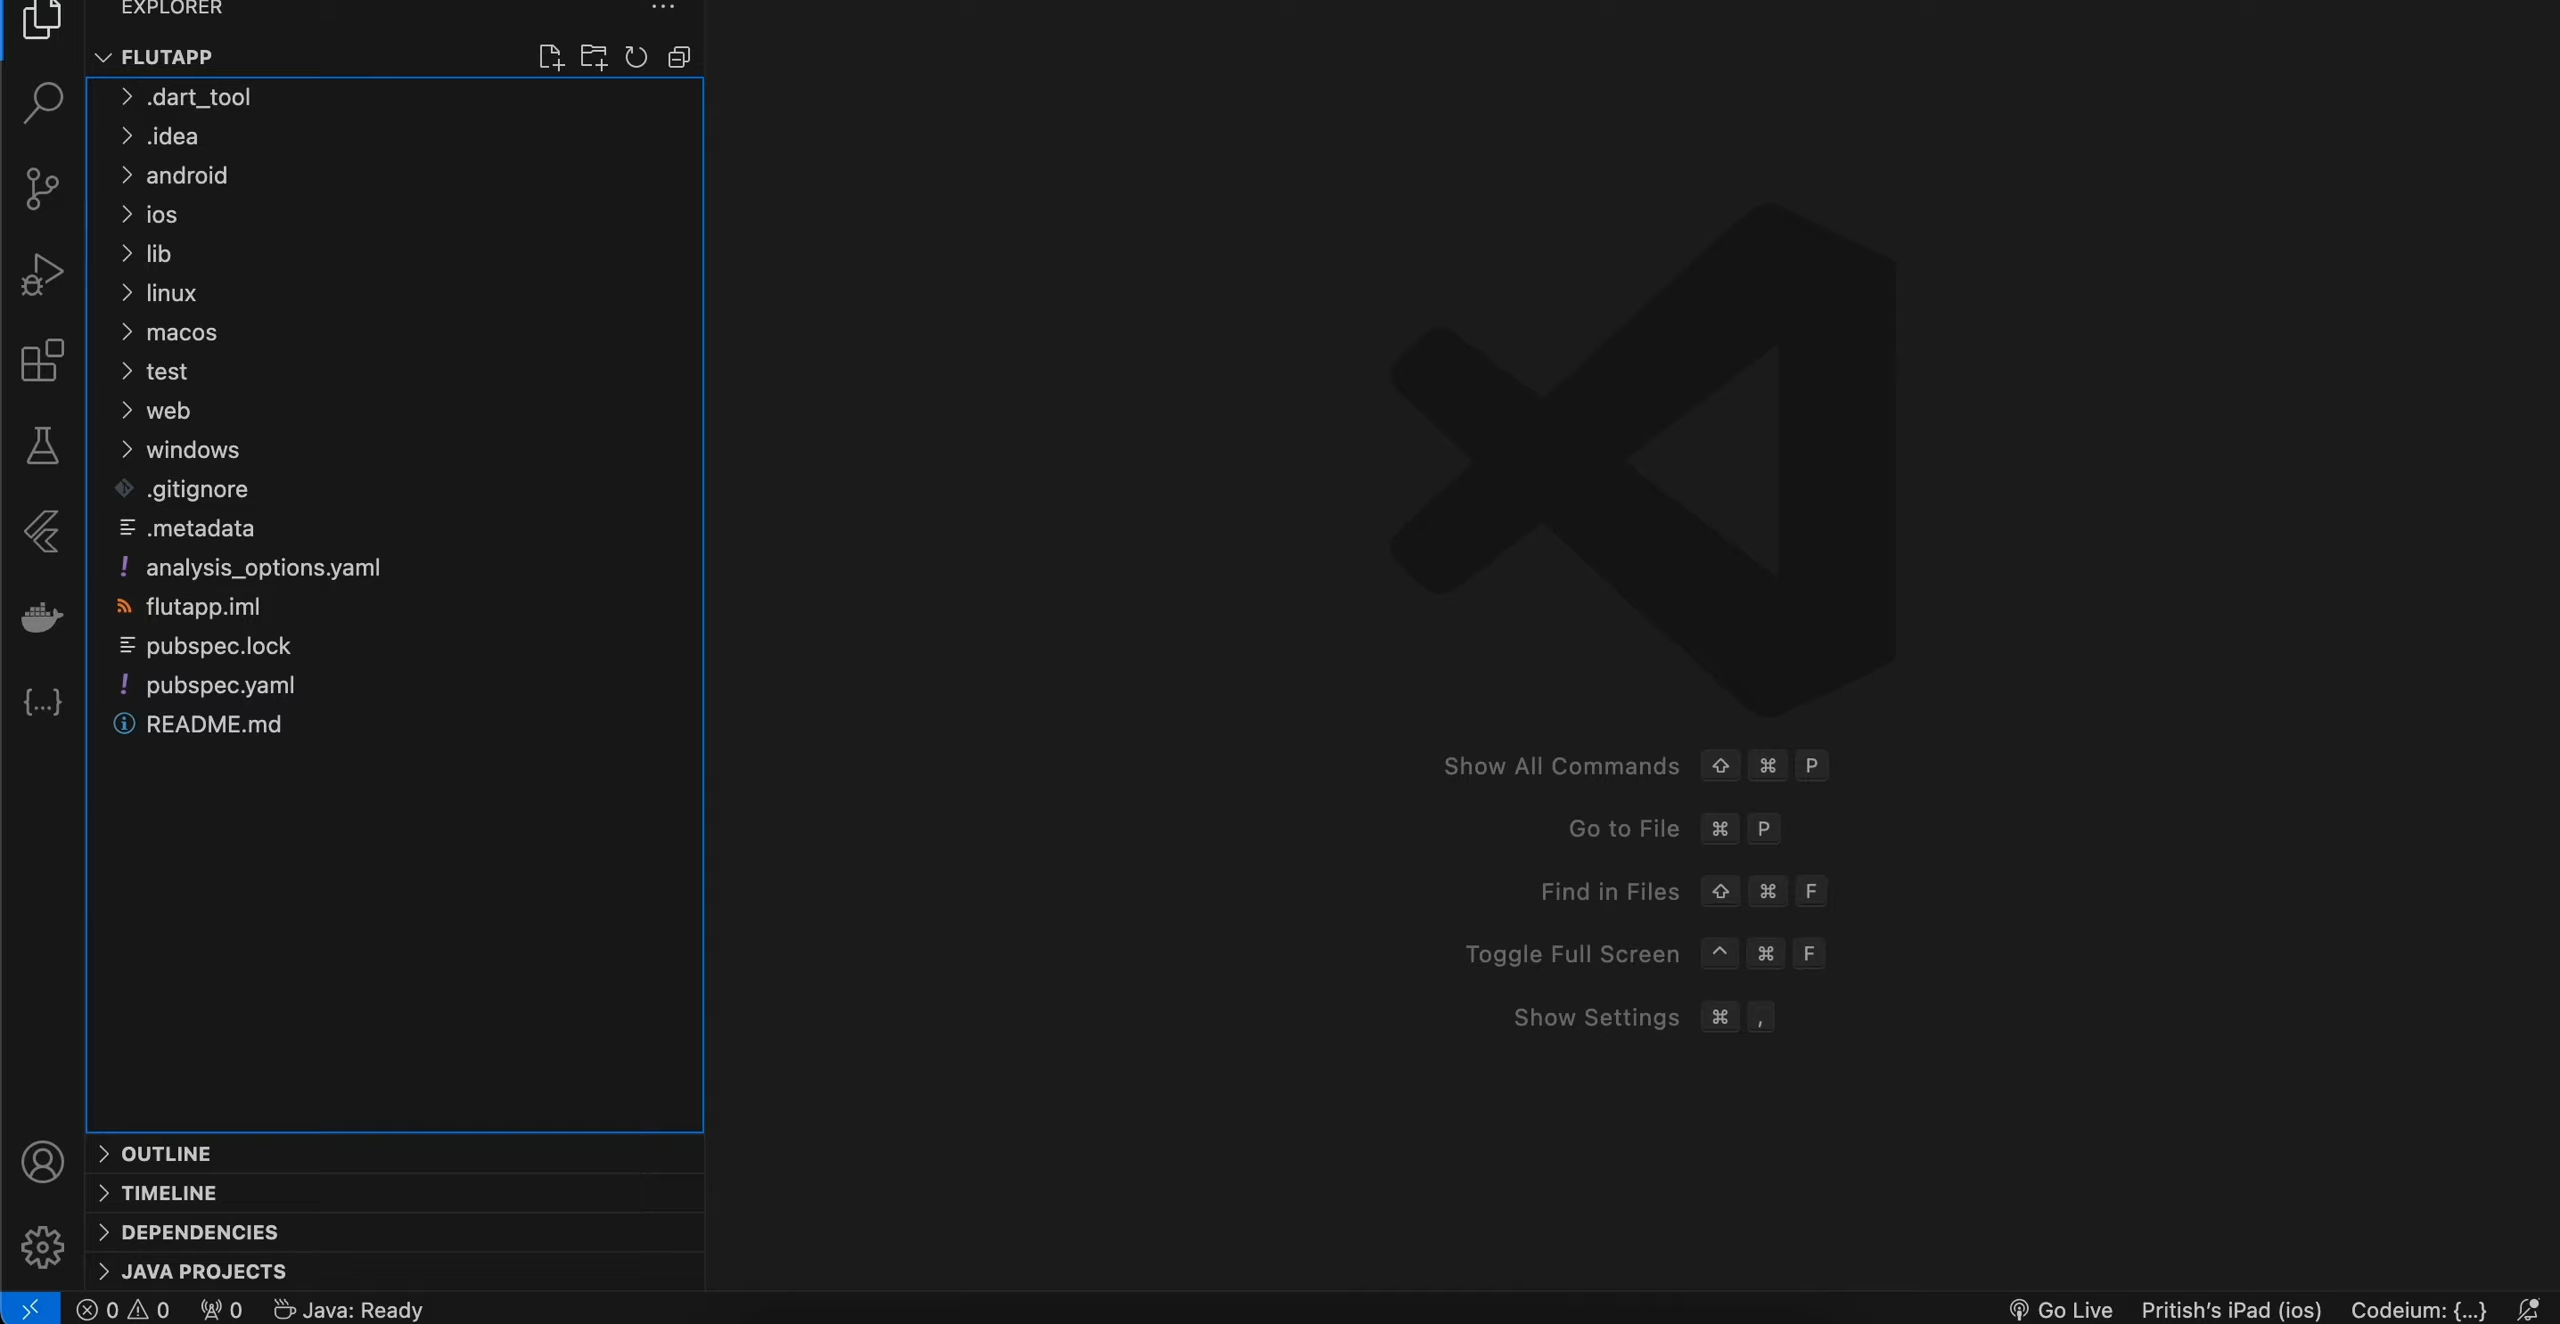 EXPLORER
FLUTAPP
.dart_tool
.idea
android
ios
lib
linux
macos
test
web
windows
.gitignore
.metadata
analysis_options.yaml
flutapp.iml
pubspec.lock
pubspec.yaml
README.md
OUTLINE
TIMELINE
DEPENDENCIES
JAVA PROJECTS
Show All Commands ⇧ ⌘ P
Go to File ⌘ P
Find in Files ⇧ ⌘ F
Toggle Full Screen ^ ⌘ F
Show Settings ⌘ ,
0 0 0 Java: Ready Go Live Pritish's iPad (ios) Codeium: {...}